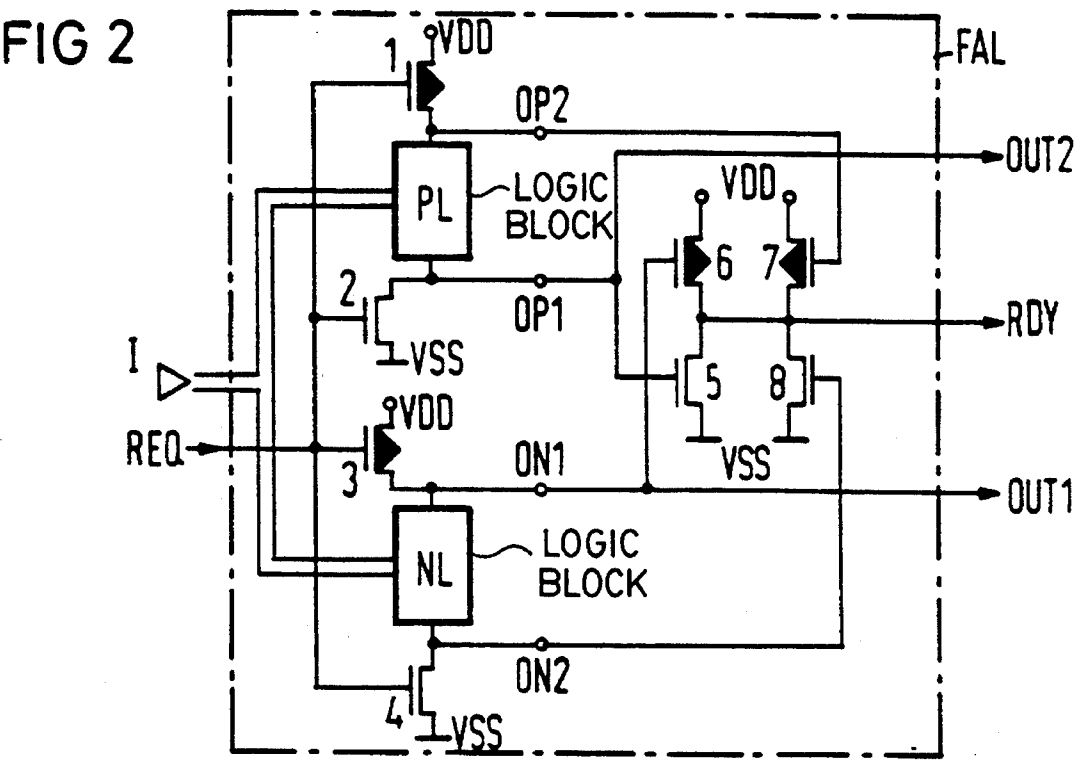 FIG 2
VDD
1
FAL
OP2
OUT2
PL
LOGIC
BLOCK
VDD
6
7
2
OP1
RDY
VSS
I
5
8
VDD
REQ
ON1
VSS
3
OUT1
NL
LOGIC
BLOCK
ON2
4
VSS